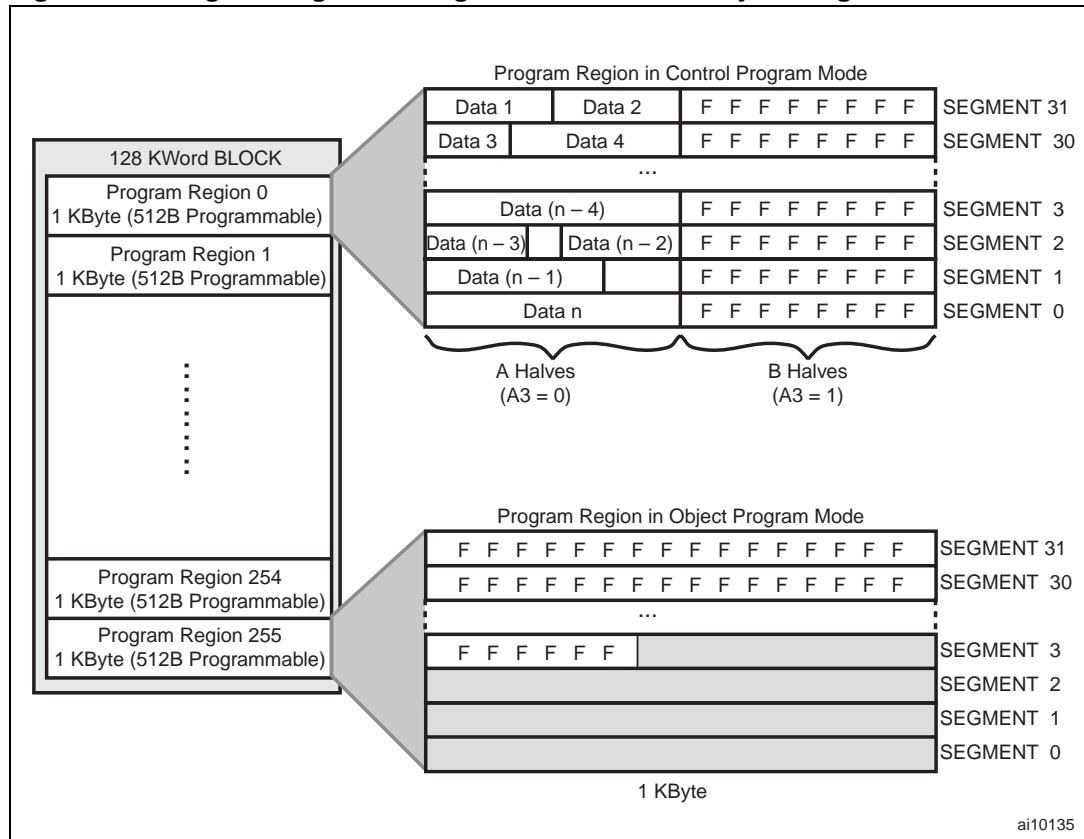 Program Region in Control Program Mode
Data 1 Data 2 F F F F F F F F SEGMENT 31
Data 3 Data 4 F F F F F F F F SEGMENT 30
...
Data (n – 4) F F F F F F F F SEGMENT 3
Data (n – 3) Data (n – 2) F F F F F F F F SEGMENT 2
Data (n – 1) F F F F F F F F SEGMENT 1
Data n F F F F F F F F SEGMENT 0
A Halves
(A3 = 0)
B Halves
(A3 = 1)
128 KWord BLOCK
Program Region 0
1 KByte (512B Programmable)
Program Region 1
1 KByte (512B Programmable)
Program Region 254
1 KByte (512B Programmable)
Program Region 255
1 KByte (512B Programmable)
Program Region in Object Program Mode
F F F F F F F F F F F F F F F F SEGMENT 31
F F F F F F F F F F F F F F F F SEGMENT 30
...
F F F F F F SEGMENT 3
SEGMENT 2
SEGMENT 1
SEGMENT 0
1 KByte
ai10135